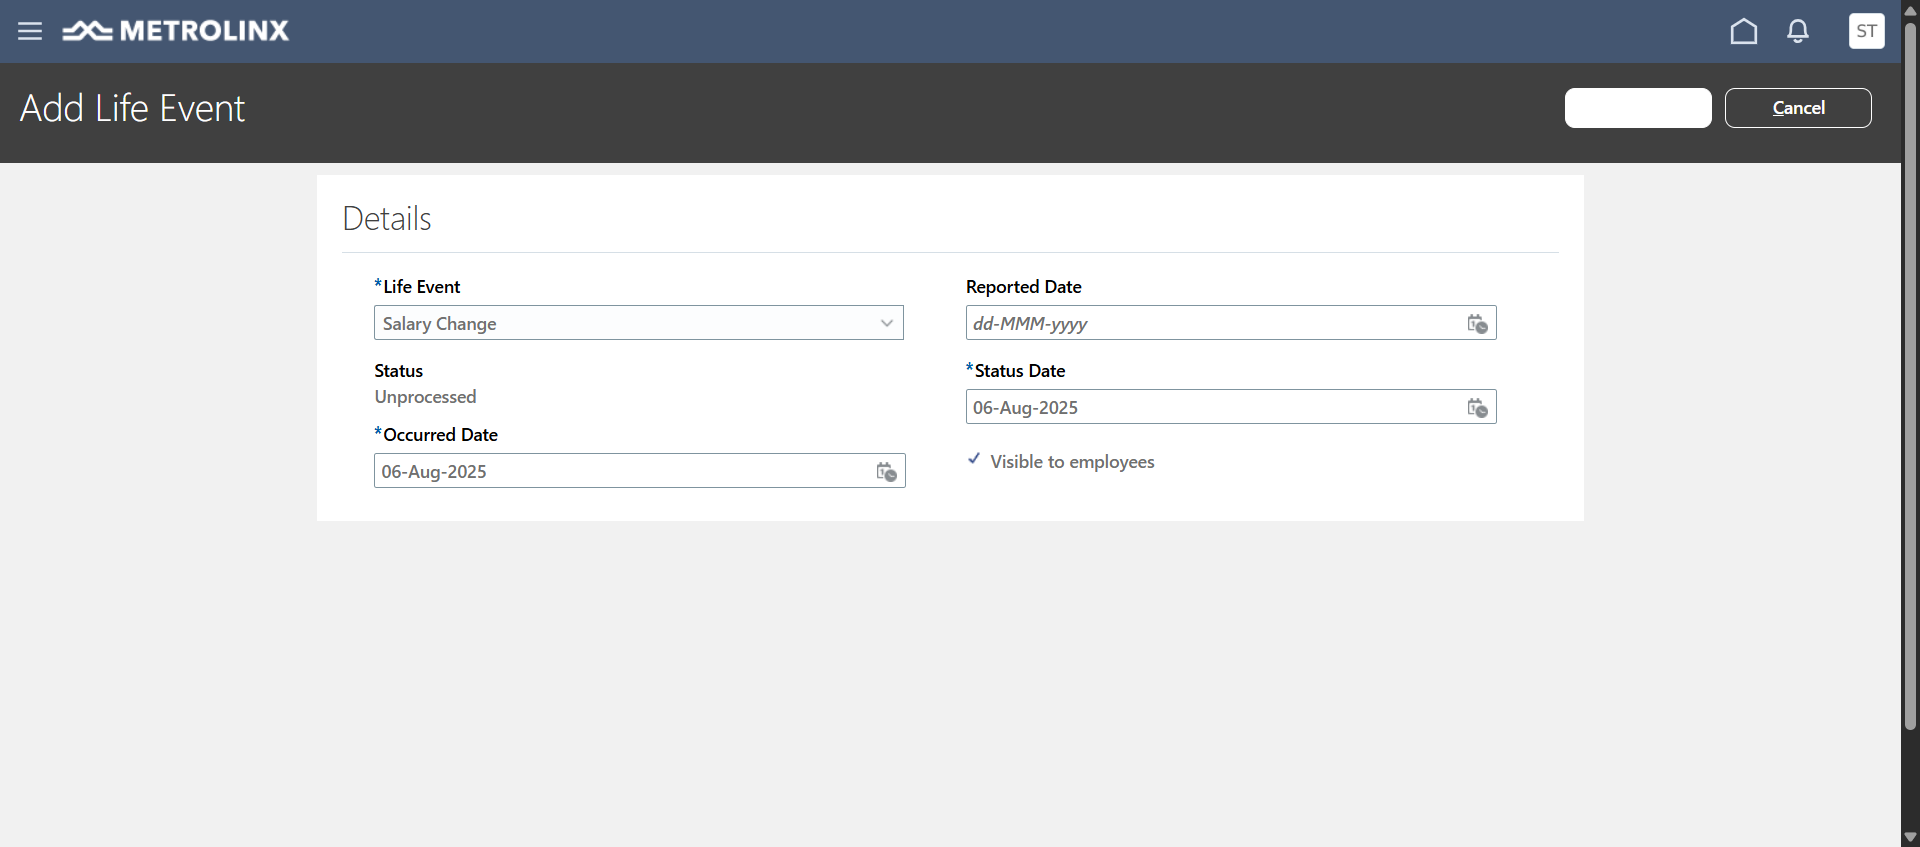 METROLINX
ST
Add Life Event
Cancel
Details
*Life Event
Salary Change
Reported Date
dd-MMM-yyyy
Status
Unprocessed
*Status Date
06-Aug-2025
*Occurred Date
06-Aug-2025
Visible to employees